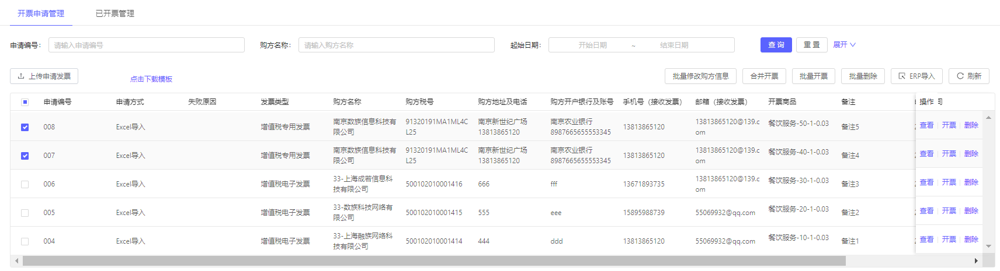 开票申请管理 已开票管理
申请编号: 请输入申请编号 购方名称: 请输入购方名称 起始日期: 开始日期 ~ 结束日期 查 询 重 置 展开
上传申请发票 点击下载模板 批量修改购方信息 合并开票 批量开票 批量删除 ERP导入 刷新
申请编号 申请方式 失败原因 发票类型 购方名称 购方税号 购方地址及电话 购方开户银行及账号 手机号（接收发票） 邮箱（接收发票） 开票商品 备注 操作
008 Excel导入 增值税专用发票 南京数族信息科技有 91320191MA1ML4C 南京新世纪广场 南京农业银行 13813865120 13813865120@139.c 餐饮服务-50-1-0.03 备注5 查看 开票 删除
限公司 L25 13813865120 8987665655553345 om
007 Excel导入 增值税专用发票 南京数族信息科技有 91320191MA1ML4C 南京新世纪广场 南京农业银行 13813865120 13813865120@139.c 餐饮服务-40-1-0.03 备注4 查看 开票 删除
限公司 L25 13813865120 8987665655553345 om
006 Excel导入 增值税电子发票 33-上海成若信息科 500102010001416 666 fff 13671893735 13813865120@139.c 餐饮服务-30-1-0.03 备注3 查看 开票 删除
技有限公司 om
005 Excel导入 增值税电子发票 33-数族科技网络有 500102010001415 555 eee 15895988739 55069932@qq.com 餐饮服务-20-1-0.03 备注2 查看 开票 删除
限公司
004 Excel导入 增值税电子发票 33-上海融族网络科 500102010001414 444 ddd 13813865120 55069932@qq.com 餐饮服务-10-1-0.03 备注1 查看 开票 删除
技有限公司